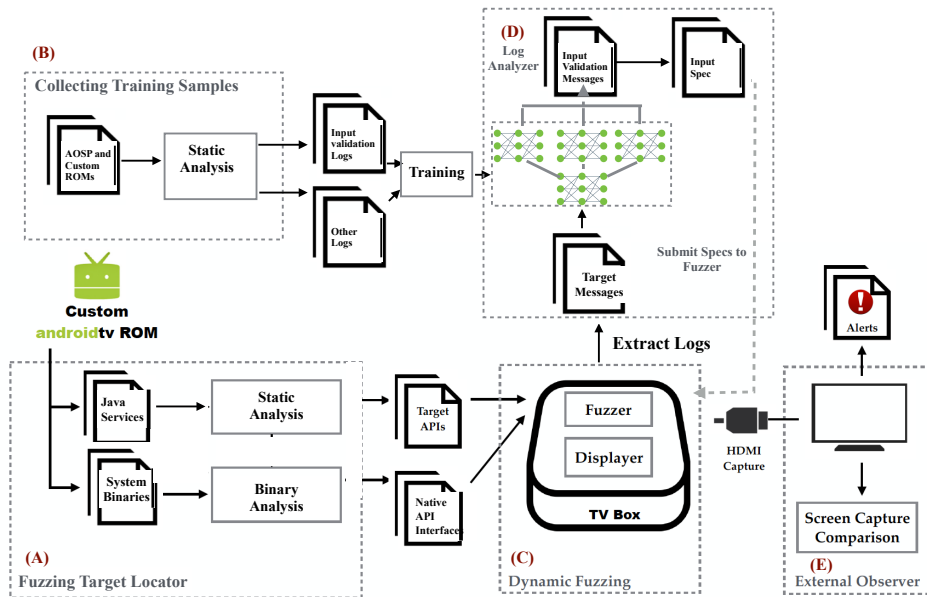 (B)
Collecting Training Samples
AOSP and
Custom
ROMs
Static
Analysis
Input
validation
Logs
Other
Logs
Training
(D)
Log
Analyzer
Input
Validation
Messages
Input
Spec
Target
Messages
Submit Specs to
Fuzzer
Custom
androidtv ROM
Java
Services
Static
Analysis
System
Binaries
Binary
Analysis
(A)
Fuzzing Target Locator
Target
APIs
Native
API
Interfaces
Extract Logs
Fuzzer
Displayer
TV Box
(C)
Dynamic Fuzzing
HDMI
Capture
Alerts
Screen Capture
Comparison
(E)
External Observer